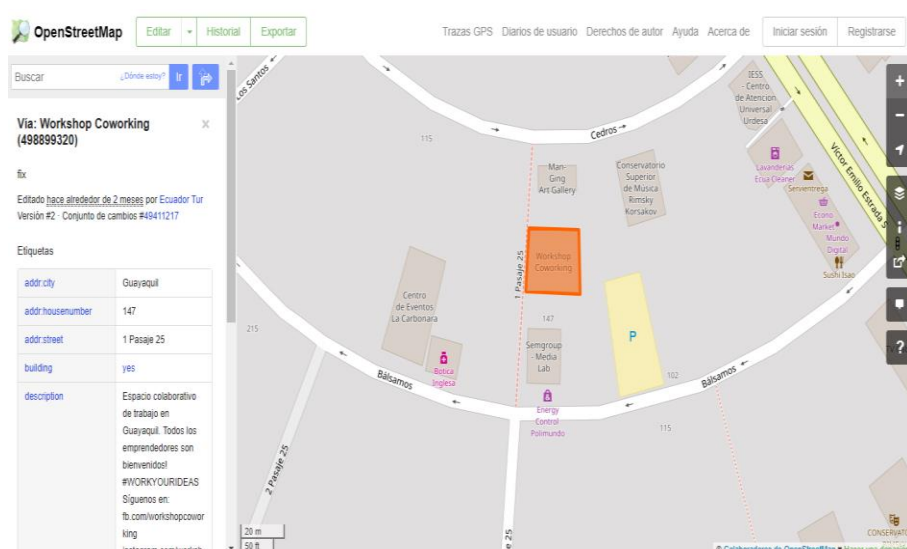 OpenStreetMap
Editar
Historial
Exportar
Trazas GPS
Diarios de usuario
Derechos de autor
Ayuda
Acerca de
Iniciar sesión
Registrarse
Buscar
¿Dónde estoy?
Ir
Vía: Workshop Coworking
(498899320)
fix
Editado hace alrededor de 2 meses por Ecuador Tur
Versión #2 · Conjunto de cambios #49411217
Etiquetas
addr:city
Guayaquil
addr:housenumber
147
addr:street
1 Pasaje 25
building
yes
description
Espacio colaborativo
de trabajo en
Guayaquil. Todos los
emprendedores son
bienvenidos!
#WORKYOURIDEAS
Síguenos en:
fb.com/workshopcowor
king
Los Santos
115
Cedros
Man-
Ging
Art Gallery
Conservatorio
Superior
de Música
Rimsky
Korsakov
IESS
- Centro
de Atencion
Universal -
Urdesa
Lavanderias
Ecua Cleaner
Servientrega
Econo
Market
Mundo
Digital
Sushi Isao
Victor Emilio Estrada S
Workshop
Coworking
1 Pasaje 25
147
Centro
de Eventos
La Carbonara
215
Botica
Inglesa
Bálsamos
Semgroup
- Media
Lab
P
102
Bálsamos
Energy
Control
Polimundo
115
2 Pasaje 25
20 m
50 ft
e 25
CONSERVATO
© Colaboradores de OpenStreetMap